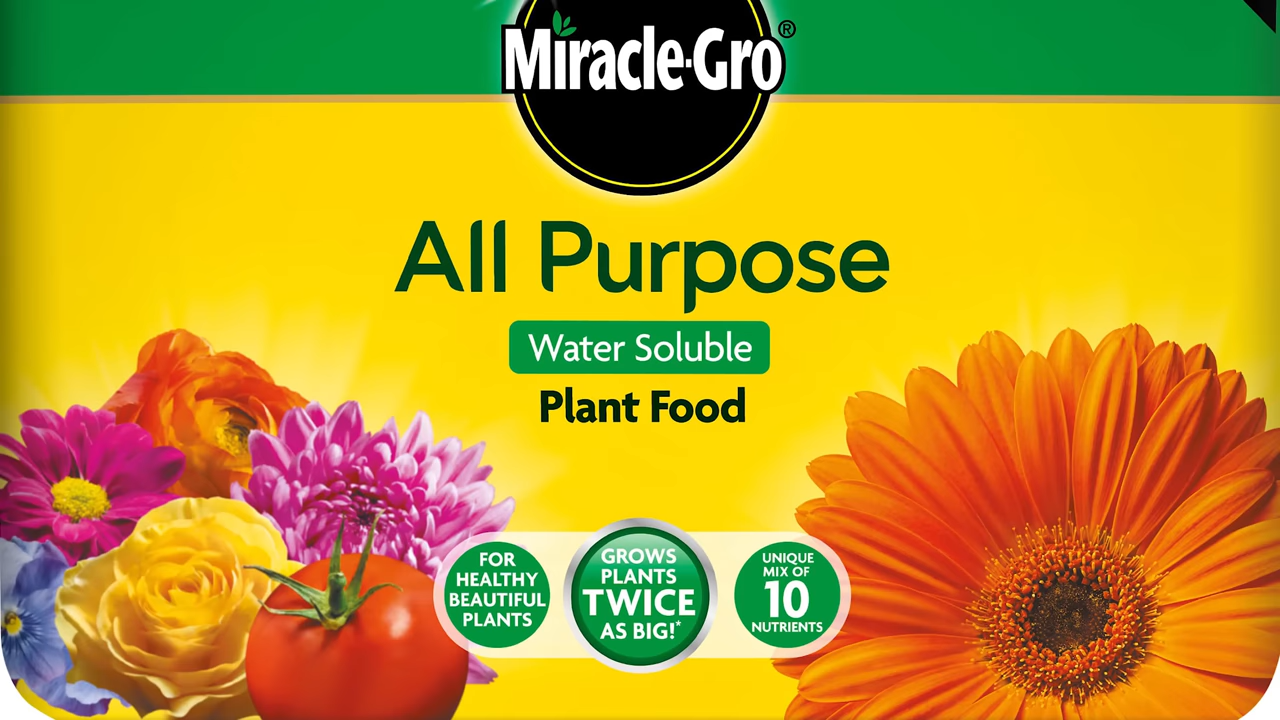 Miracle-Gro®
All Purpose
Water Soluble
Plant Food
FOR
HEALTHY
BEAUTIFUL
PLANTS
GROWS
PLANTS
TWICE
AS BIG!*
UNIQUE
MIX OF
10
NUTRIENTS